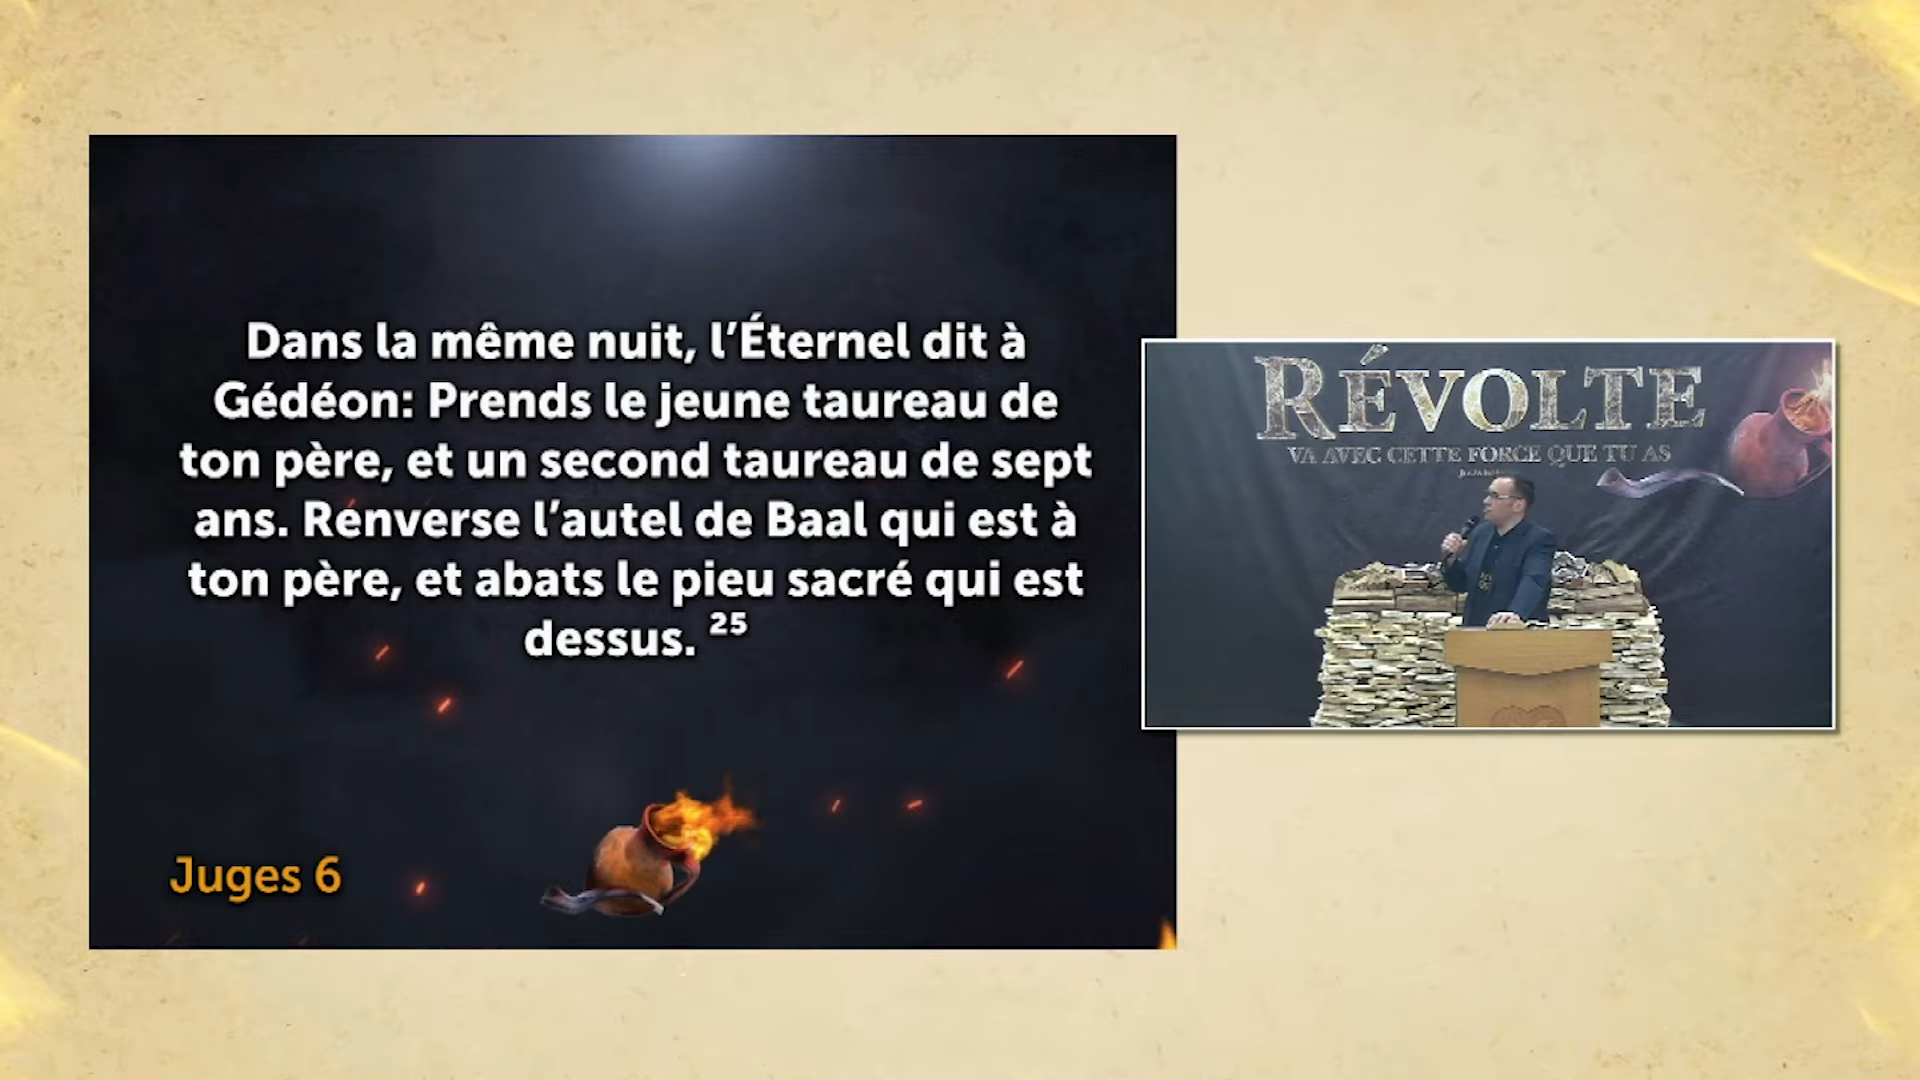 Dans la même nuit, l’Éternel dit à
Gédéon: Prends le jeune taureau de
ton père, et un second taureau de sept
ans. Renverse l’autel de Baal qui est à
ton père, et abats le pieu sacré qui est
dessus. ²⁵
Juges 6
RÉVOLTE
VA AVEC CETTE FORCE QUE TU AS